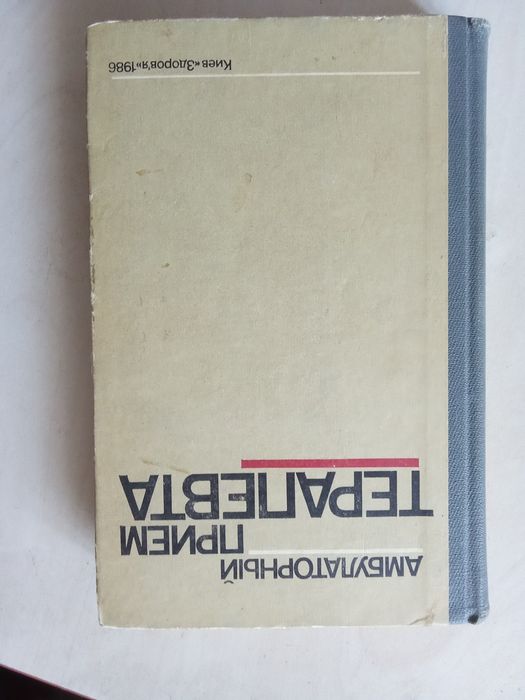 АМБУЛАТОРНЫЙ
ПРИЕМ
ТЕРАПЕВТА
Киев «Здоров'я» 1986